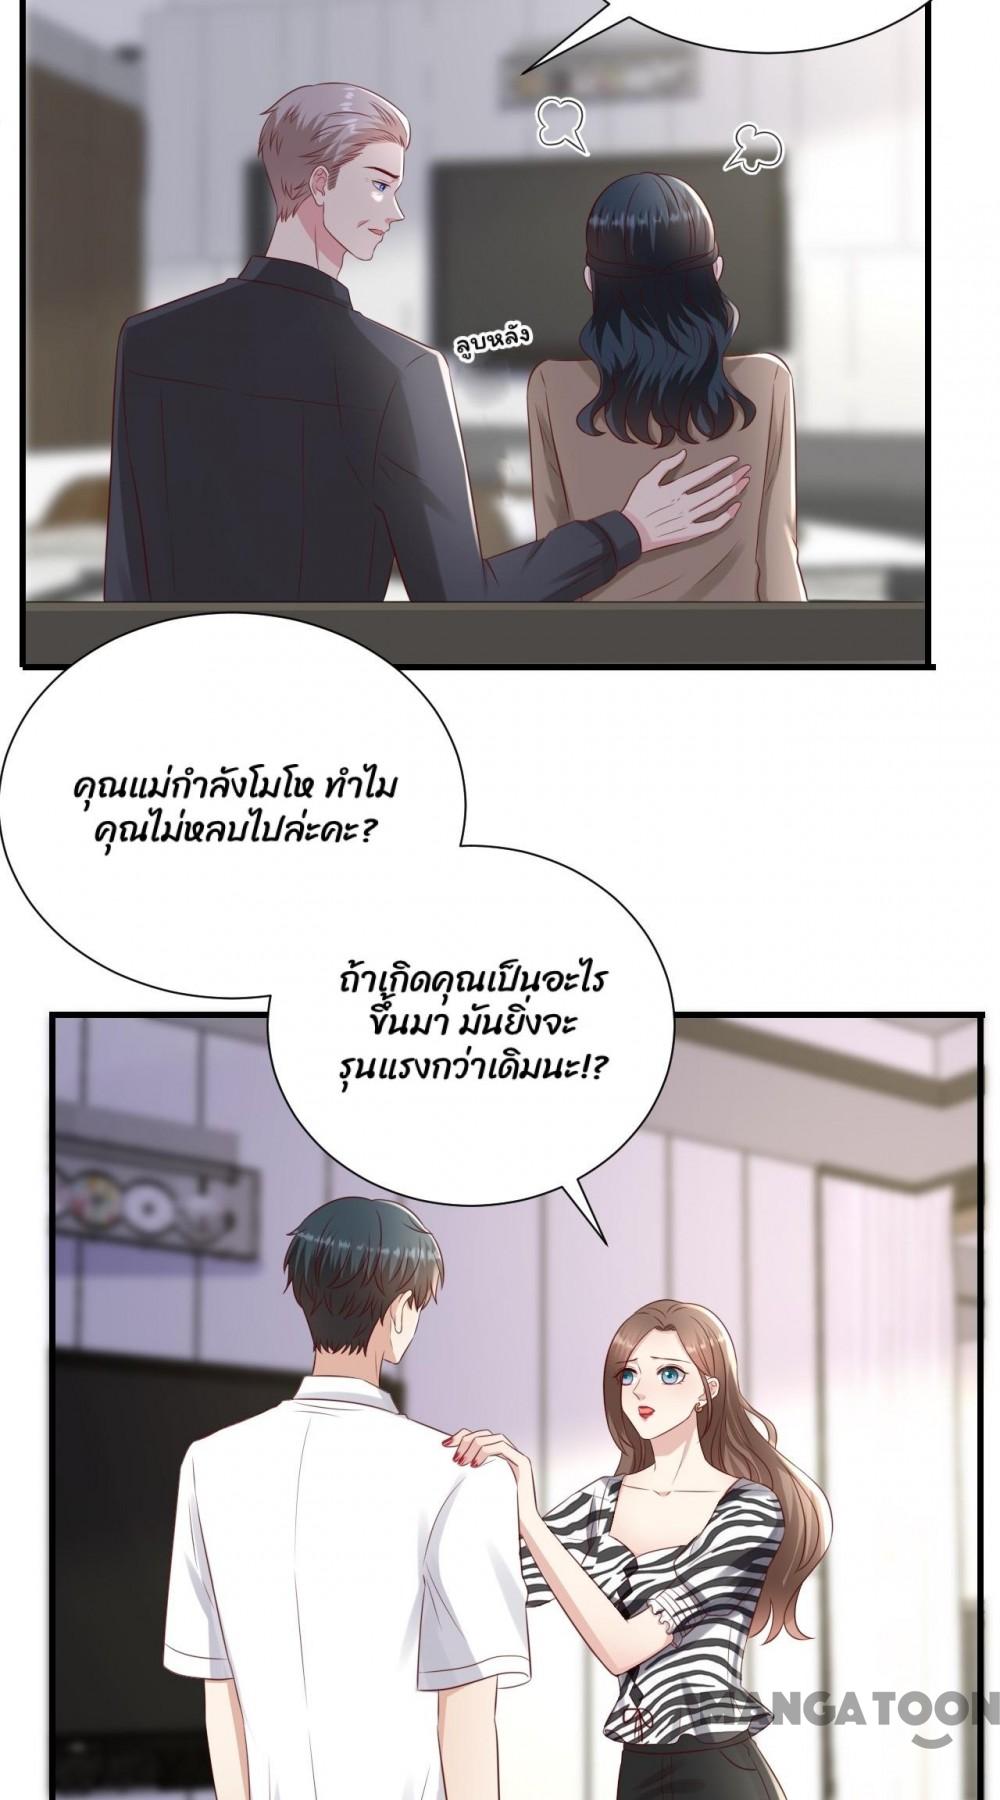 ลูบหลัง
คุณแม่กำลังโมโห ทำไม
คุณไม่หลบไปล่ะคะ?
ถ้าเกิดคุณเป็นอะไร
ขึ้นมา มันยิ่งจะ
รุนแรงกว่าเดิมนะ!?
MANGATOON